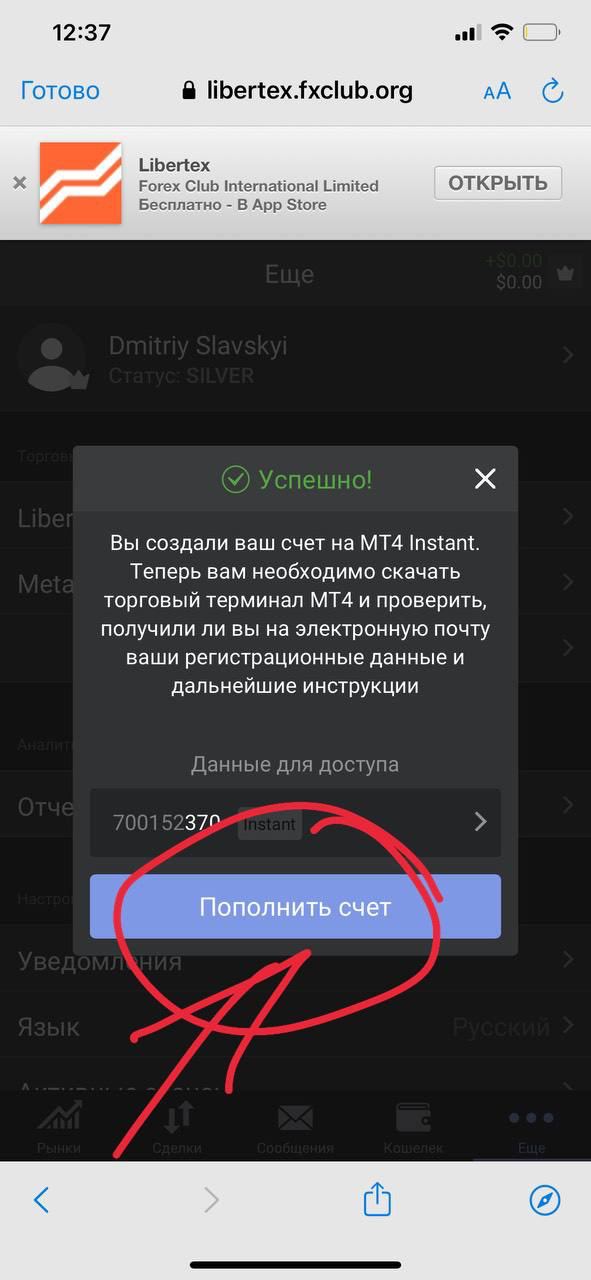 12:37
Готово
libertex.fxclub.org
AA
Libertex
Forex Club International Limited
Бесплатно - В App Store
ОТКРЫТЬ
Еще
+$0.00
$0.00
Dmitriy Slavskyi
Статус: SILVER
Успешно!
Liber
Meta
Вы создали ваш счет на MT4 Instant.
Теперь вам необходимо скачать
торговый терминал MT4 и проверить,
получили ли вы на электронную почту
ваши регистрационные данные и
дальнейшие инструкции
Данные для доступа
Отче
700152370 Instant
Пополнить счет
Уведомления
Язык
Русский
Рынки
Сделки
Сообщения
Кошелек
Еще